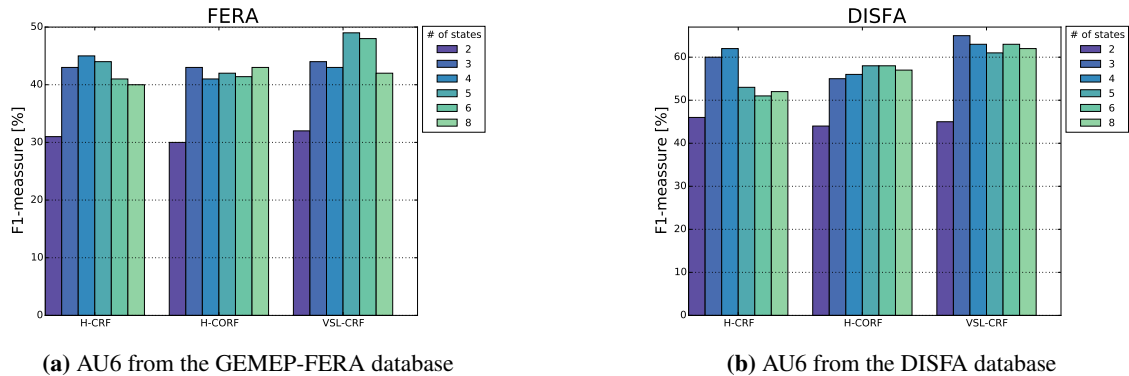 FERA
F1-meassure [%]
50
40
30
20
10
0
H-CRF
H-CORF
VSL-CRF
# of states
2
3
4
5
6
8
(a) AU6 from the GEMEP-FERA database
DISFA
F1-meassure [%]
60
50
40
30
20
10
0
H-CRF
H-CORF
VSL-CRF
# of states
2
3
4
5
6
8
(b) AU6 from the DISFA database